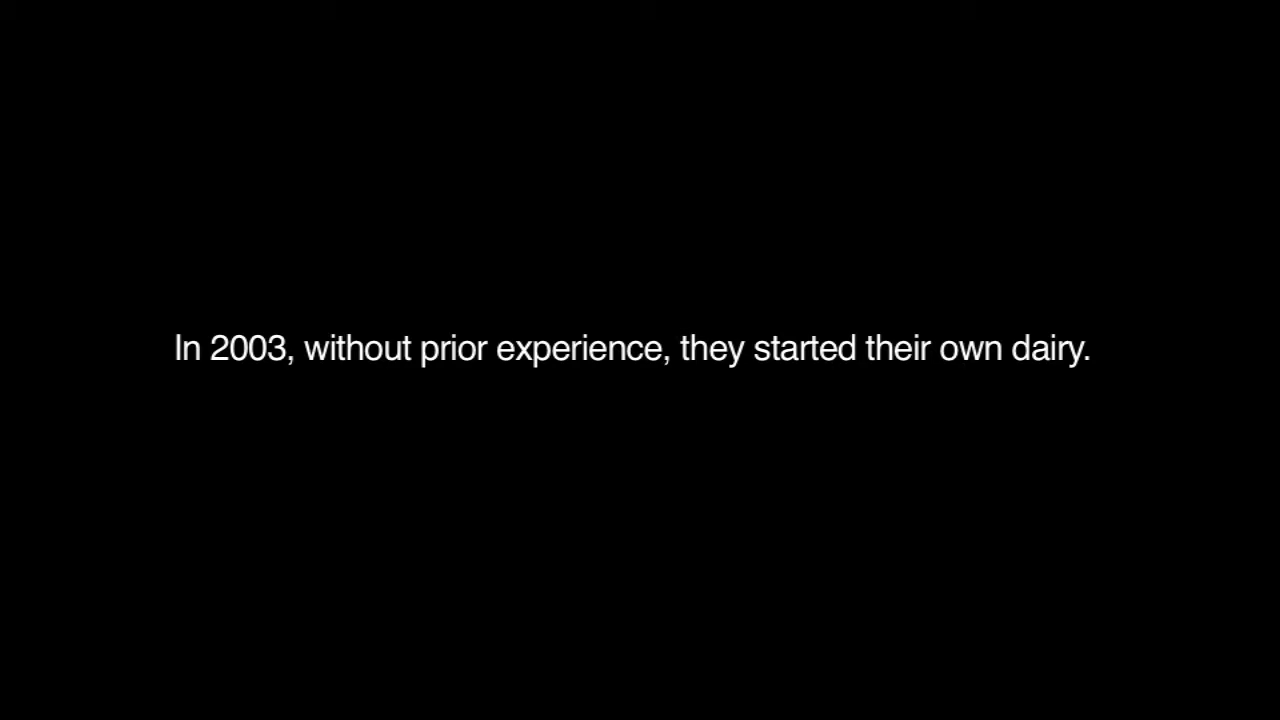 In 2003, without prior experience, they started their own dairy.